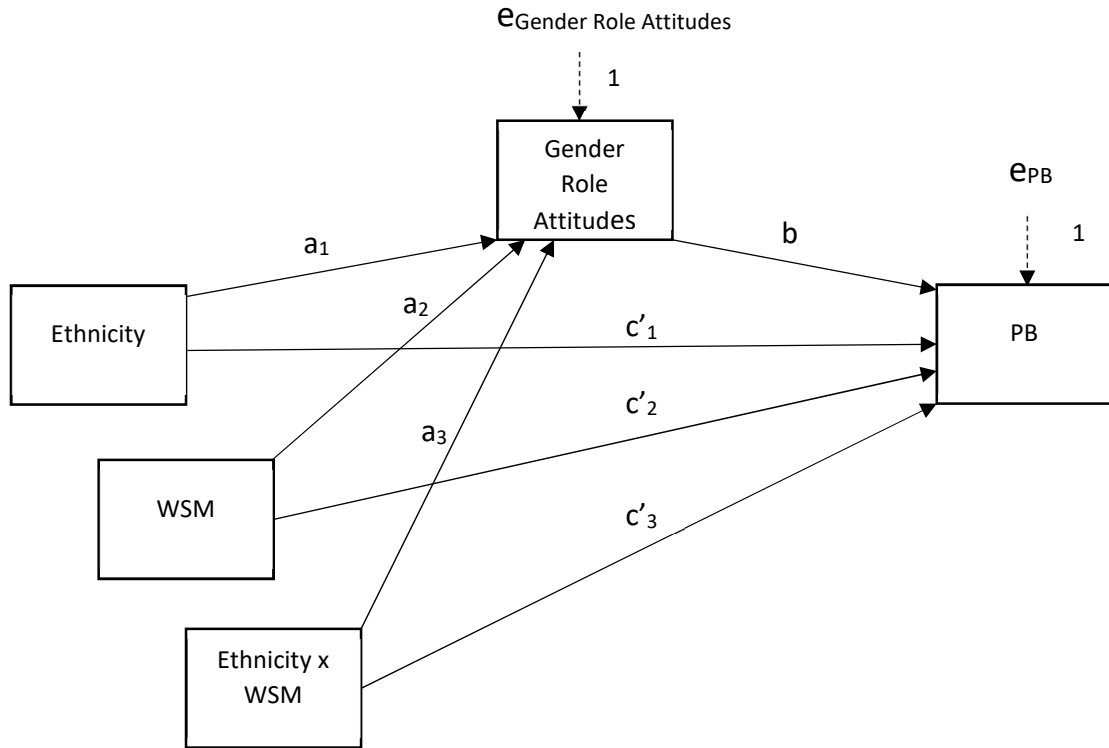 eGender Role Attitudes
1
Gender
Role
Attitudes
ePB
1
a1
b
Ethnicity
a2
c’1
PB
c’2
a3
WSM
c’3
Ethnicity x
WSM